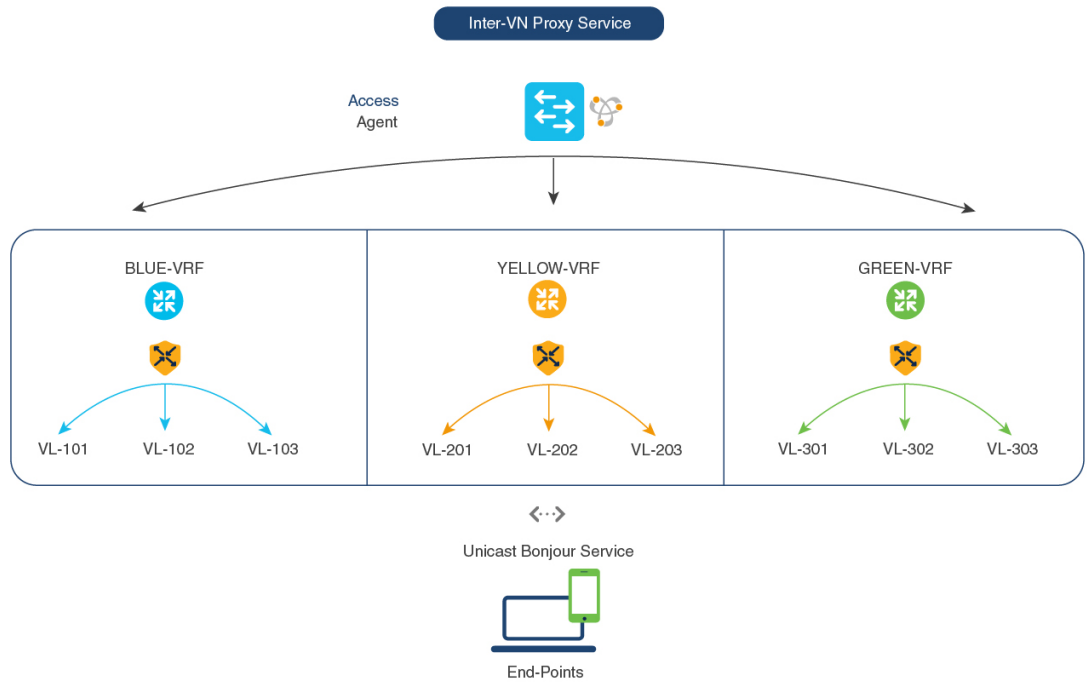 Inter-VN Proxy Service
Access
Agent
BLUE-VRF
YELLOW-VRF
GREEN-VRF
VL-101
VL-102
VL-103
VL-201
VL-202
VL-203
VL-301
VL-302
VL-303
Unicast Bonjour Service
End-Points